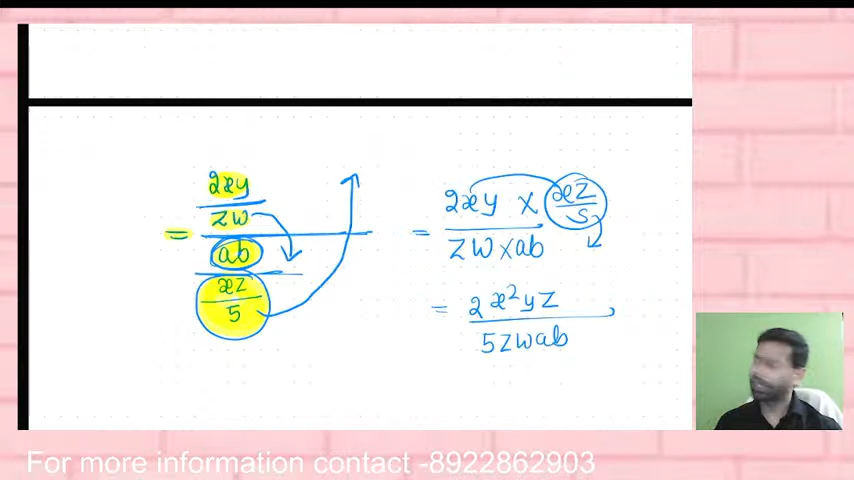 2xy
zw
=
ab
xz
5
= 2xy × xz/5
zw×ab
= 2x²yz
5zwab
For more information contact -8922862903